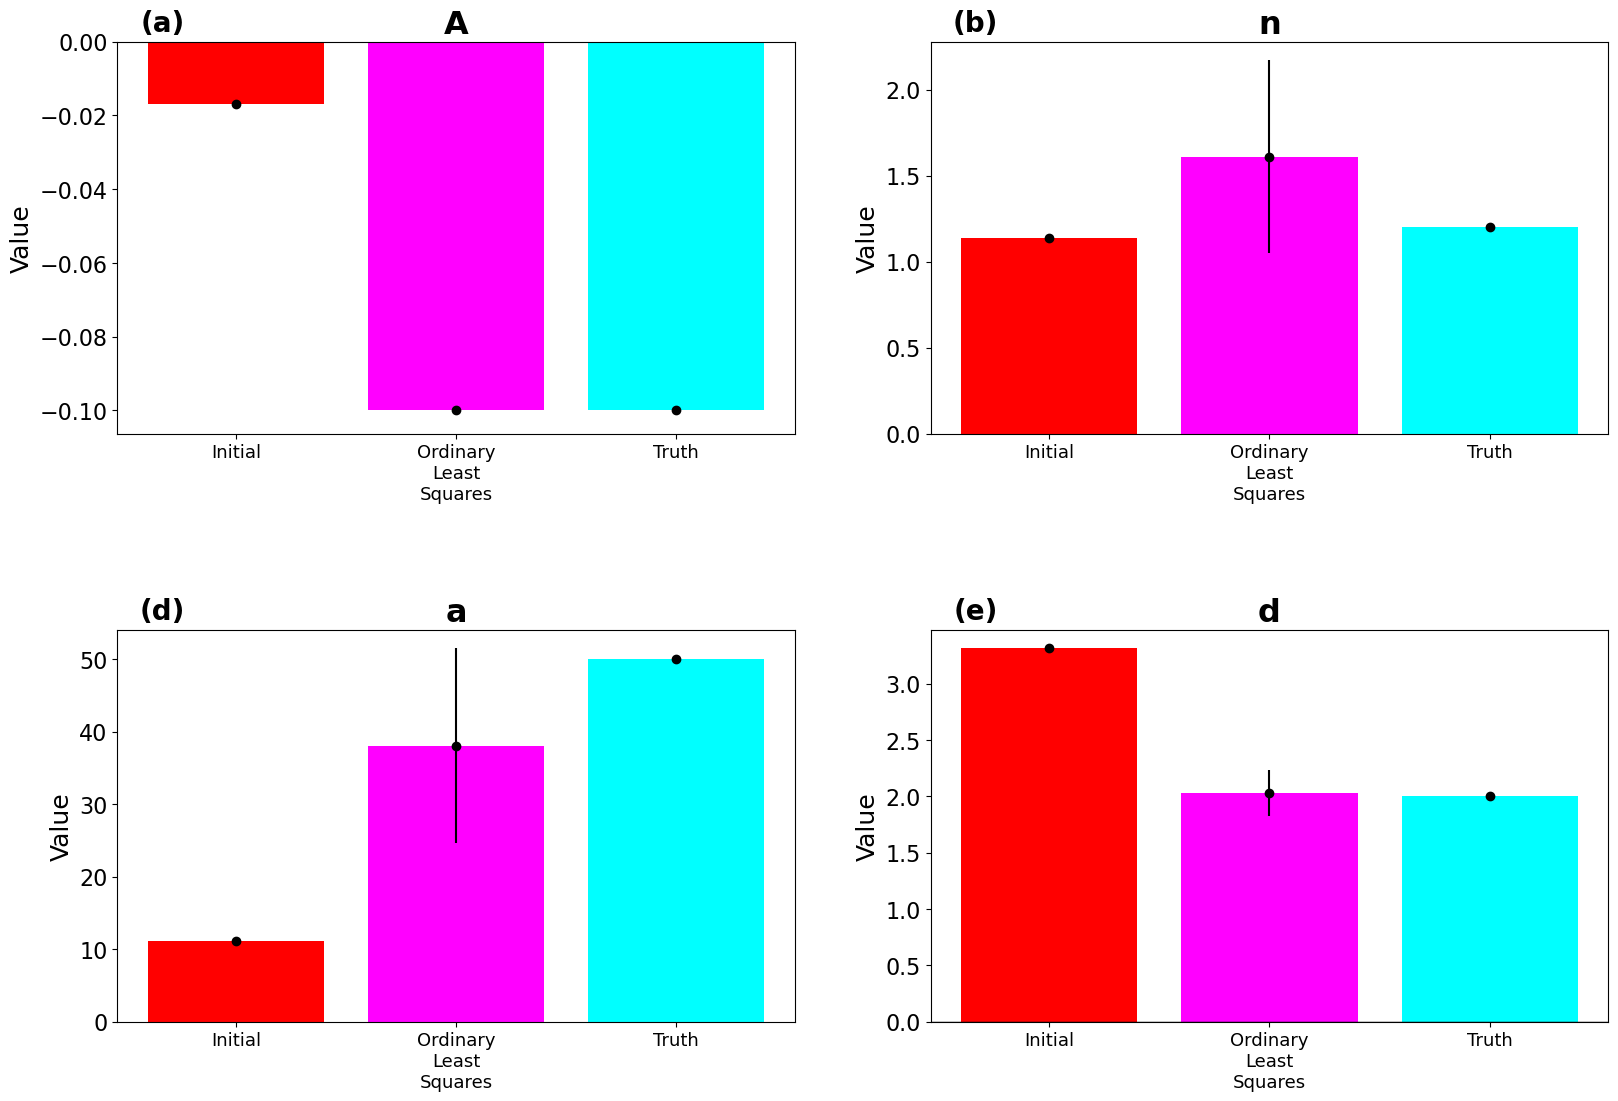 (a) A
0.00
−0.02
−0.04
−0.06
−0.08
−0.10
Value
Initial
Ordinary
Least
Squares
Truth
(b) n
2.0
1.5
1.0
0.5
0.0
Value
Initial
Ordinary
Least
Squares
Truth
(d) a
50
40
30
20
10
0
Value
Initial
Ordinary
Least
Squares
Truth
(e) d
3.0
2.5
2.0
1.5
1.0
0.5
0.0
Value
Initial
Ordinary
Least
Squares
Truth